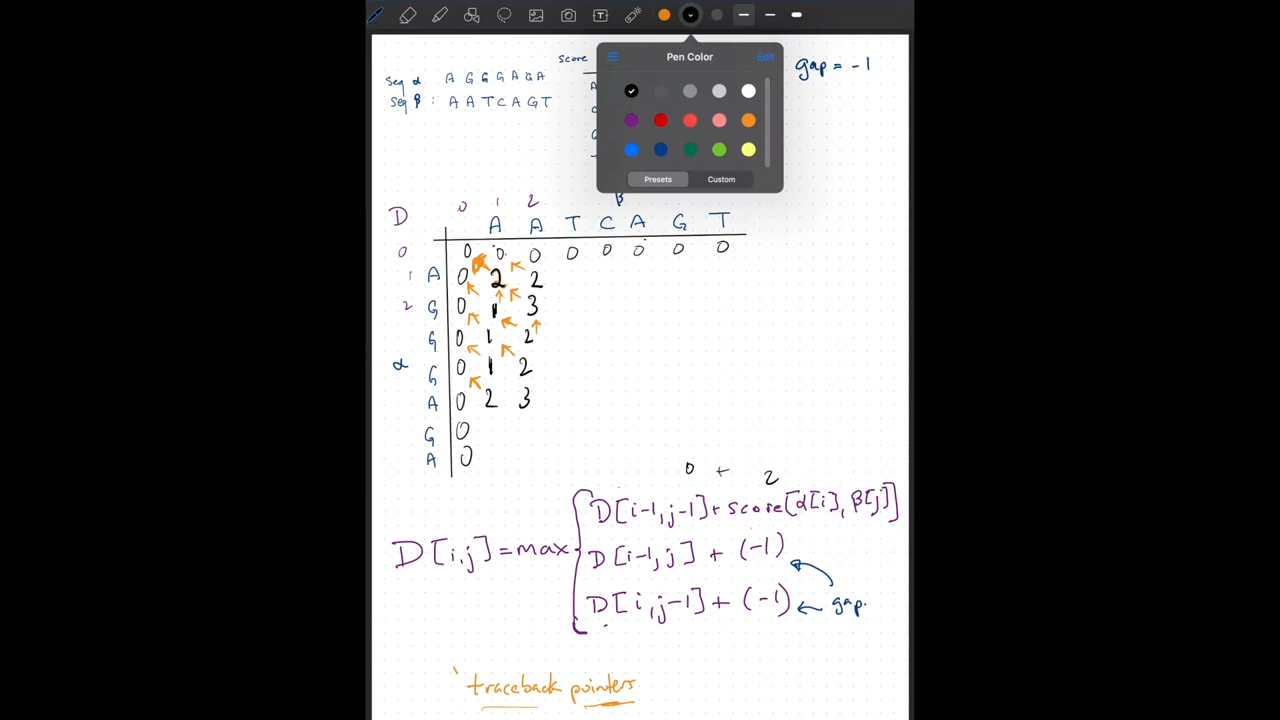 Score
Pen Color
Edit
gap = -1
Seq α A G G G A G A
Seq β : A A T C A G T
Presets
Custom
D 0 1 2 β
A A T C A G T
0 0 0 0 0 0 0 0 0
1 A 0 2 2
2 G 0 1 3
G 0 1 2
α G 0 1 2
A 0 2 3
G 0
A 0
0 + 2
D[i-1,j-1] + score[α[i], β[j]]
D[i,j] = max D[i-1,j] + (-1)
D[i,j-1] + (-1) gap.
traceback pointers